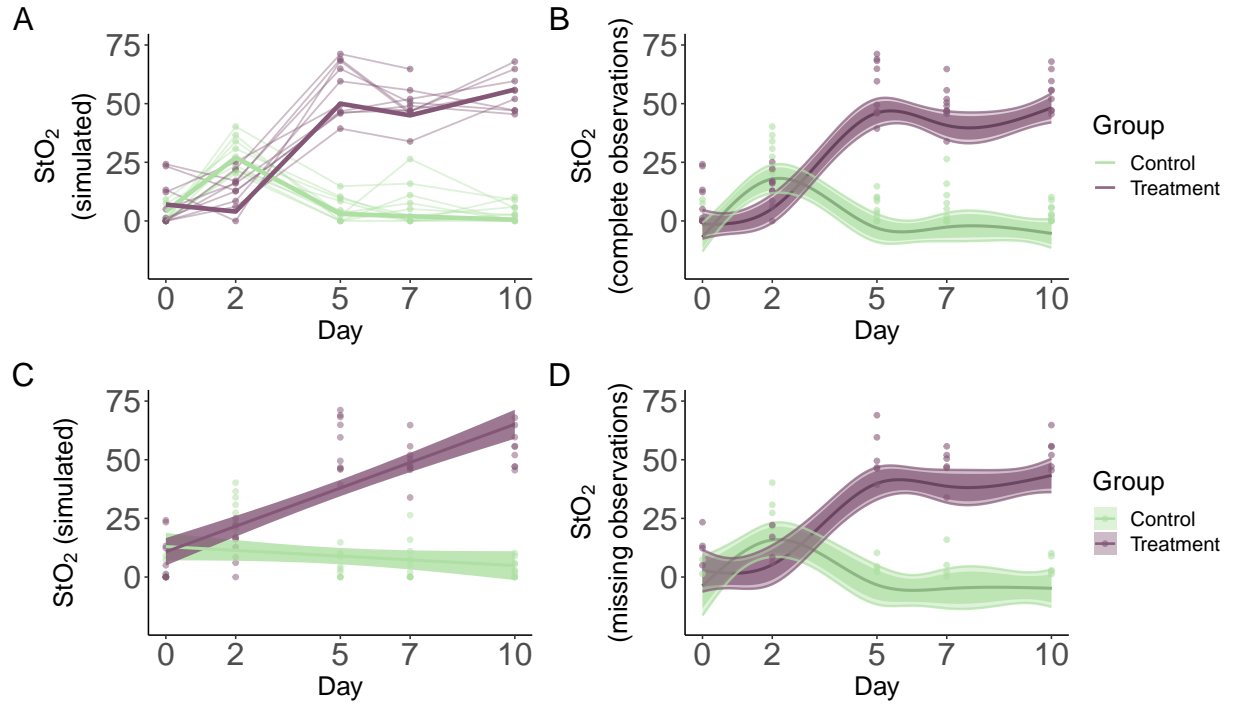 A
StO₂
(simulated)
75
50
25
0
0 2 5 7 10
Day
B
StO₂
(complete observations)
75
50
25
0
0 2 5 7 10
Day
Group
Control
Treatment
C
StO₂ (simulated)
75
50
25
0
0 2 5 7 10
Day
D
StO₂
(missing observations)
75
50
25
0
0 2 5 7 10
Day
Group
Control
Treatment